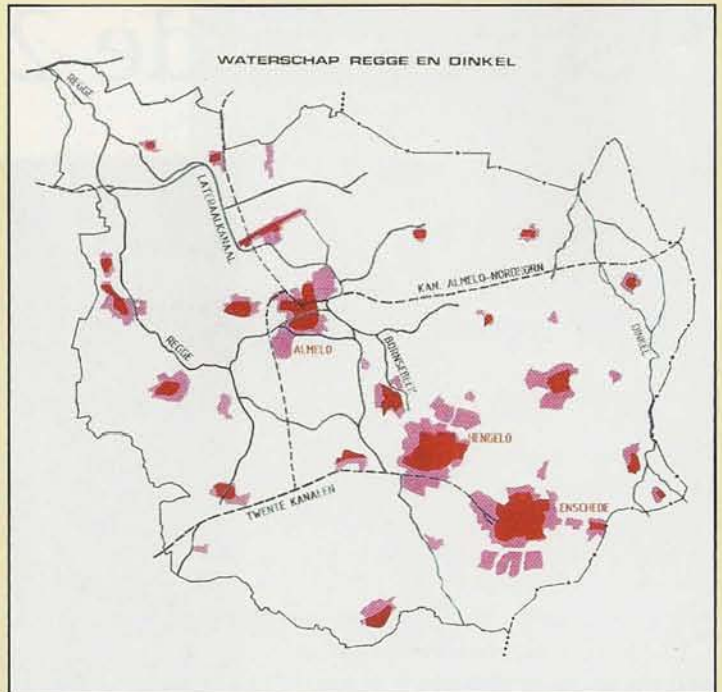 WATERSCHAP REGGE EN DINKEL
REGGE
LATERAALKANAAL
KAN. ALMELO-NORDHORN
DINKEL
REGGE
ALMELO
BORNSEBEEK
HENGELO
TWENTE KANALEN
ENSCHEDE